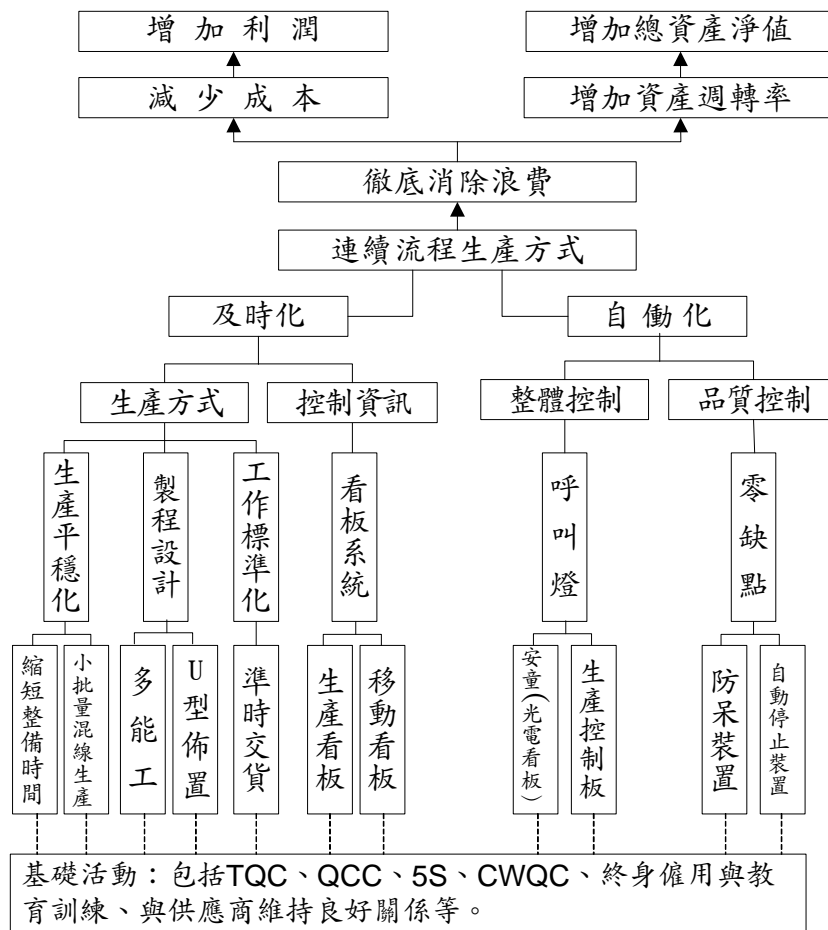 增加利潤
增加總資產淨值
減少成本
增加資產週轉率
徹底消除浪費
連續流程生產方式
及時化
自働化
生產方式
控制資訊
整體控制
品質控制
生產平穩化
製程設計
工作標準化
看板系統
呼叫燈
零缺點
縮短整備時間
小批量混線生產
多能工
U型佈置
準時交貨
生產看板
移動看板
安童(光電看板)
生產控制板
防呆裝置
自動停止裝置
基礎活動：包括TQC、QCC、5S、CWQC、終身僱用與教
育訓練、與供應商維持良好關係等。